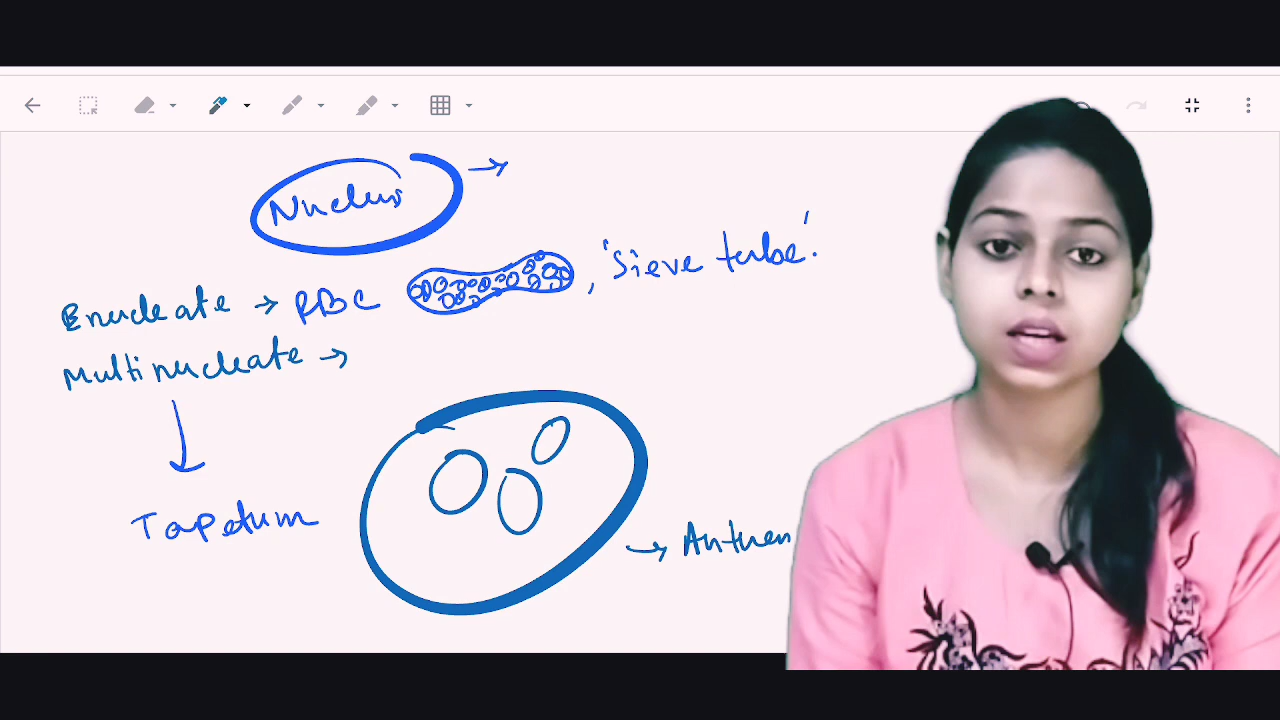 Nucleus →
Enucleate → RBC , 'Sieve tube'.
Multinucleate →
Tapetum
→ Anther